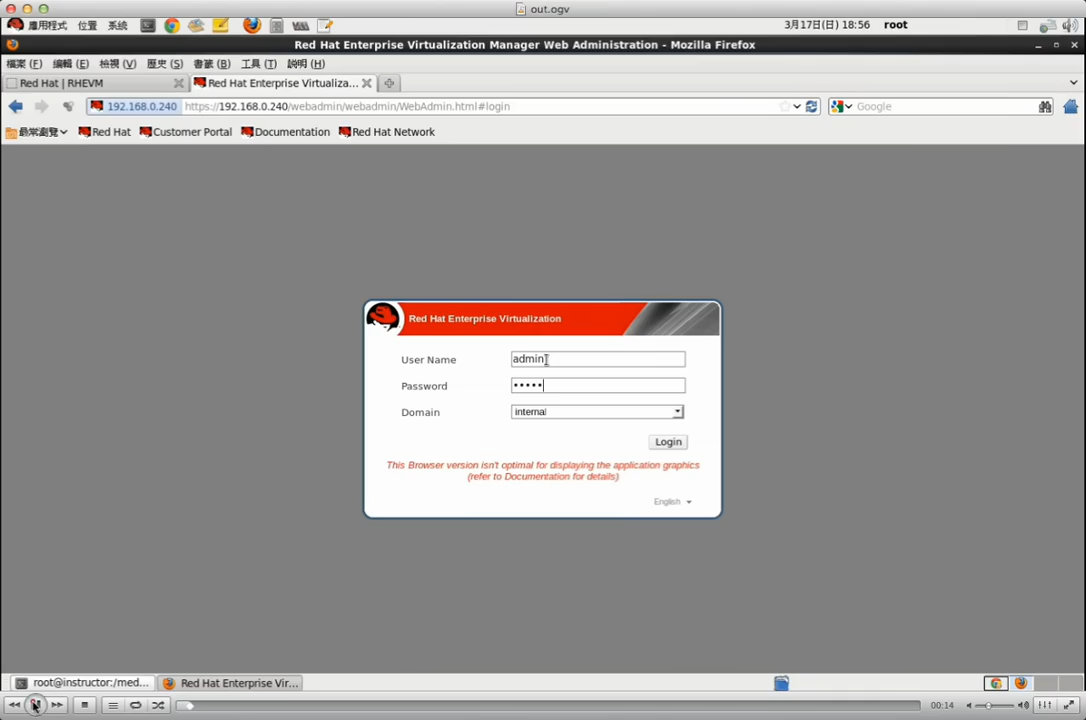 out.ogv
應用程式 位置 系統
3月17日(日) 18:56 root
Red Hat Enterprise Virtualization Manager Web Administration - Mozilla Firefox
檔案 (F) 編輯 (E) 檢視 (V) 歷史 (S) 書籤 (B) 工具 (T) 說明 (H)
Red Hat | RHEVM
Red Hat Enterprise Virtualiza...
192.168.0.240 https://192.168.0.240/webadmin/webadmin/WebAdmin.html#login
Google
最常瀏覽 Red Hat Customer Portal Documentation Red Hat Network
Red Hat Enterprise Virtualization
User Name admin
Password •••••
Domain internal
Login
This Browser version isn't optimal for displaying the application graphics
(refer to Documentation for details)
English
root@instructor:/med... Red Hat Enterprise Vir...
00:14